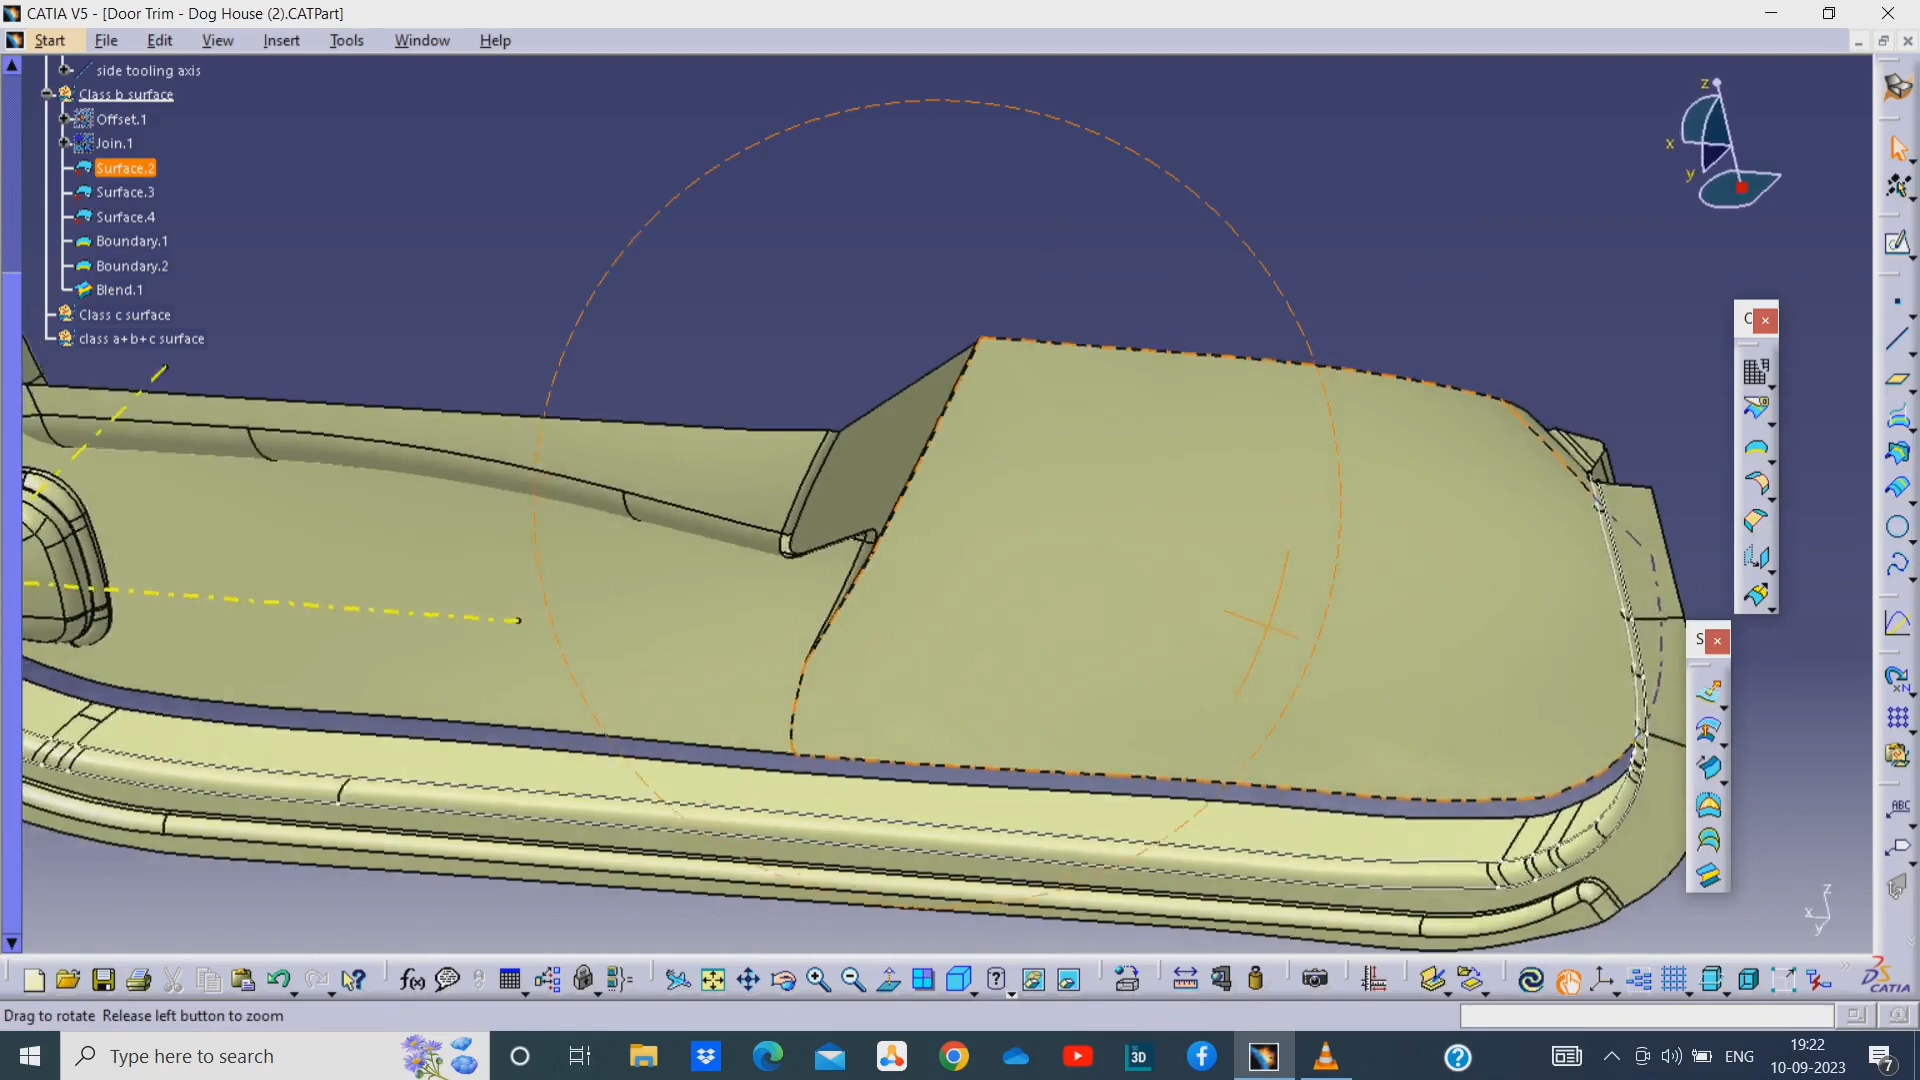 CATIA V5 - [Door Trim - Dog House (2).CATPart]
Start File Edit View Insert Tools Window Help
side tooling axis
Class b surface
Offset.1
Join.1
Surface.2
Surface.3
Surface.4
Boundary.1
Boundary.2
Blend.1
Class c surface
class a+b+c surface
z
x
y
C
S
z
x
y
xN
ABC
f(x)
CATIA
Drag to rotate Release left button to zoom
Type here to search
3D
ENG
19:22
10-09-2023
7